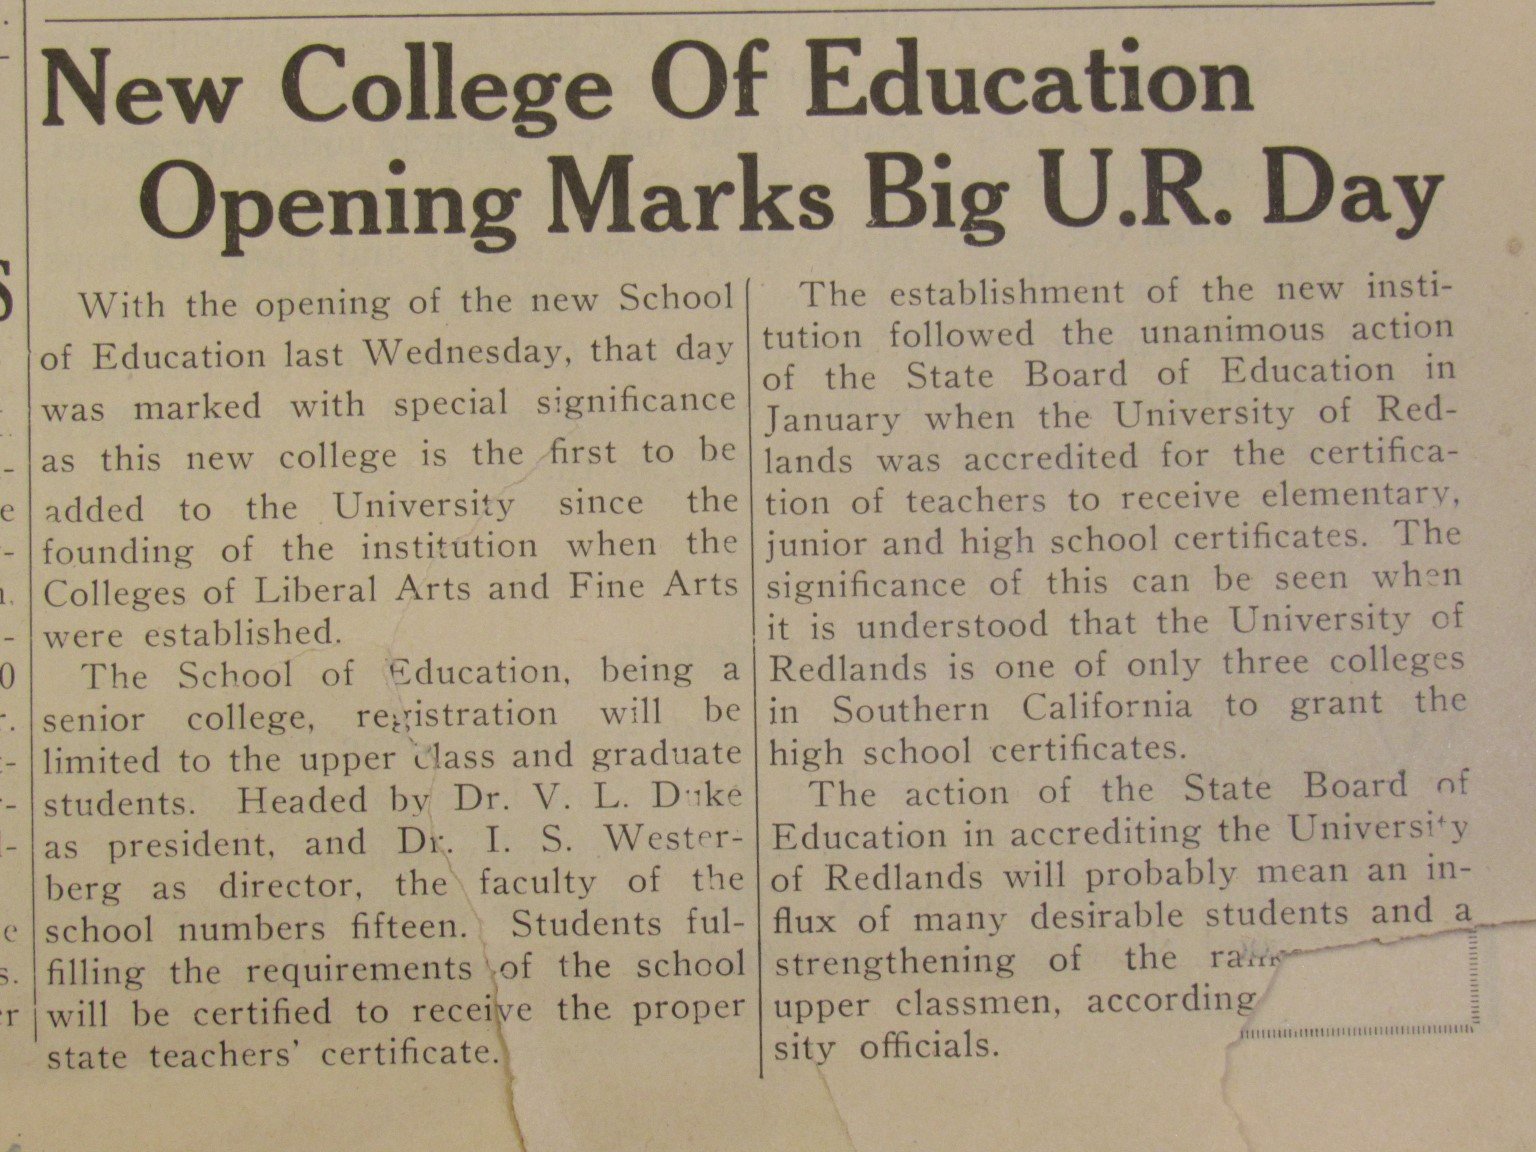 New College Of Education
Opening Marks Big U.R. Day
With the opening of the new School
of Education last Wednesday, that day
was marked with special significance
as this new college is the first to be
added to the University since the
founding of the institution when the
Colleges of Liberal Arts and Fine Arts
were established.
The School of Education, being a
senior college, registration will be
limited to the upper class and graduate
students. Headed by Dr. V. L. Duke
as president, and Dr. I. S. Wester-
berg as director, the faculty of the
school numbers fifteen. Students ful-
filling the requirements of the school
will be certified to receive the proper
state teachers' certificate.
The establishment of the new insti-
tution followed the unanimous action
of the State Board of Education in
January when the University of Red-
lands was accredited for the certifica-
tion of teachers to receive elementary,
junior and high school certificates. The
significance of this can be seen when
it is understood that the University of
Redlands is one of only three colleges
in Southern California to grant the
high school certificates.
The action of the State Board of
Education in accrediting the University
of Redlands will probably mean an in-
flux of many desirable students and a
strengthening of the
upper classmen, according
sity officials.